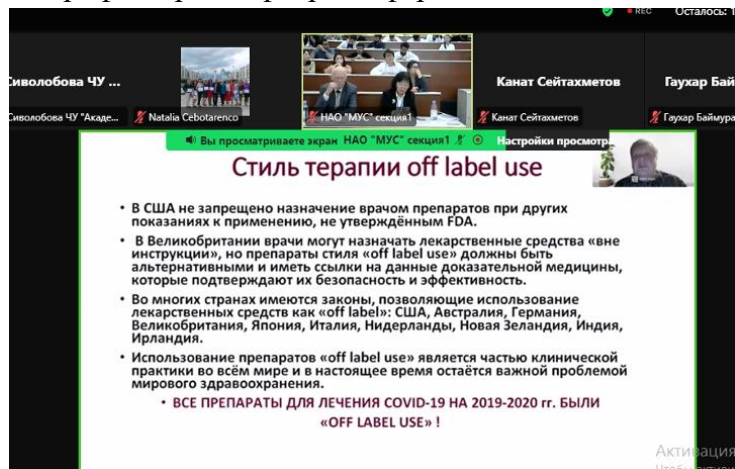 REC Осталось:
Сиволобова ЧУ ...
Канат Сейтахметов
Гаухар Бай
Сиволобова ЧУ "Акаде...
Natalia Cebotarenco
НАО "МУС" секция1
Канат Сейтахметов
Гаухар Баймура
Вы просматриваете экран НАО "МУС" секция1
Настройки просмотра
Стиль терапии off label use
• В США не запрещено назначение врачом препаратов при других
показаниях к применению, не утверждённым FDA.
• В Великобритании врачи могут назначать лекарственные средства «вне
инструкции», но препараты стиля «off label use» должны быть
альтернативными и иметь ссылки на данные доказательной медицины,
которые подтверждают их безопасность и эффективность.
• Во многих странах имеются законы, позволяющие использование
лекарственных средств как «off label»: США, Австралия, Германия,
Великобритания, Япония, Италия, Нидерланды, Новая Зеландия, Индия,
Ирландия.
• Использование препаратов «off label use» является частью клинической
практики во всём мире и в настоящее время остаётся важной проблемой
мирового здравоохранения.
• ВСЕ ПРЕПАРАТЫ ДЛЯ ЛЕЧЕНИЯ COVID-19 НА 2019-2020 гг. БЫЛИ
«OFF LABEL USE» !
Активация